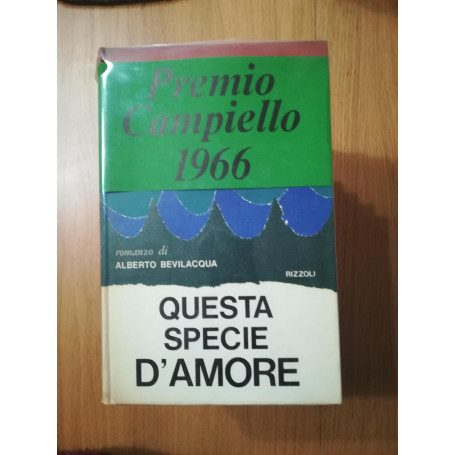 Premio
Campiello
1966
romanzo di
ALBERTO BEVILACQUA
RIZZOLI
QUESTA
SPECIE
D'AMORE